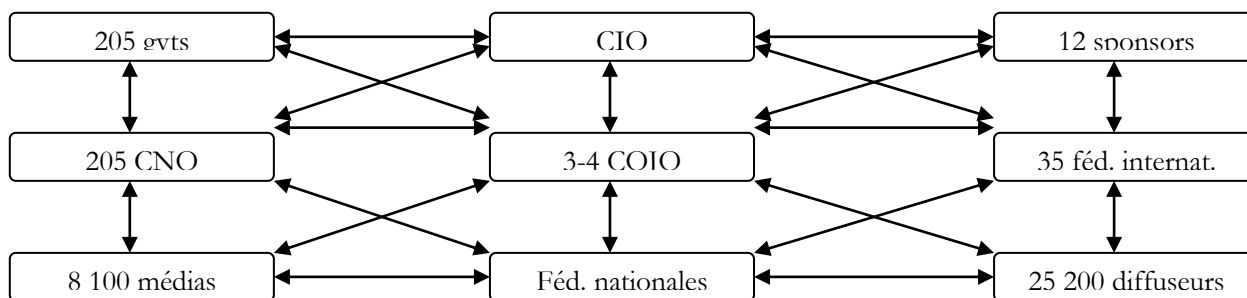 205 gvts
CIO
12 sponsors
205 CNO
3-4 COJO
35 féd. internat.
8 100 médias
Féd. nationales
25 200 diffuseurs